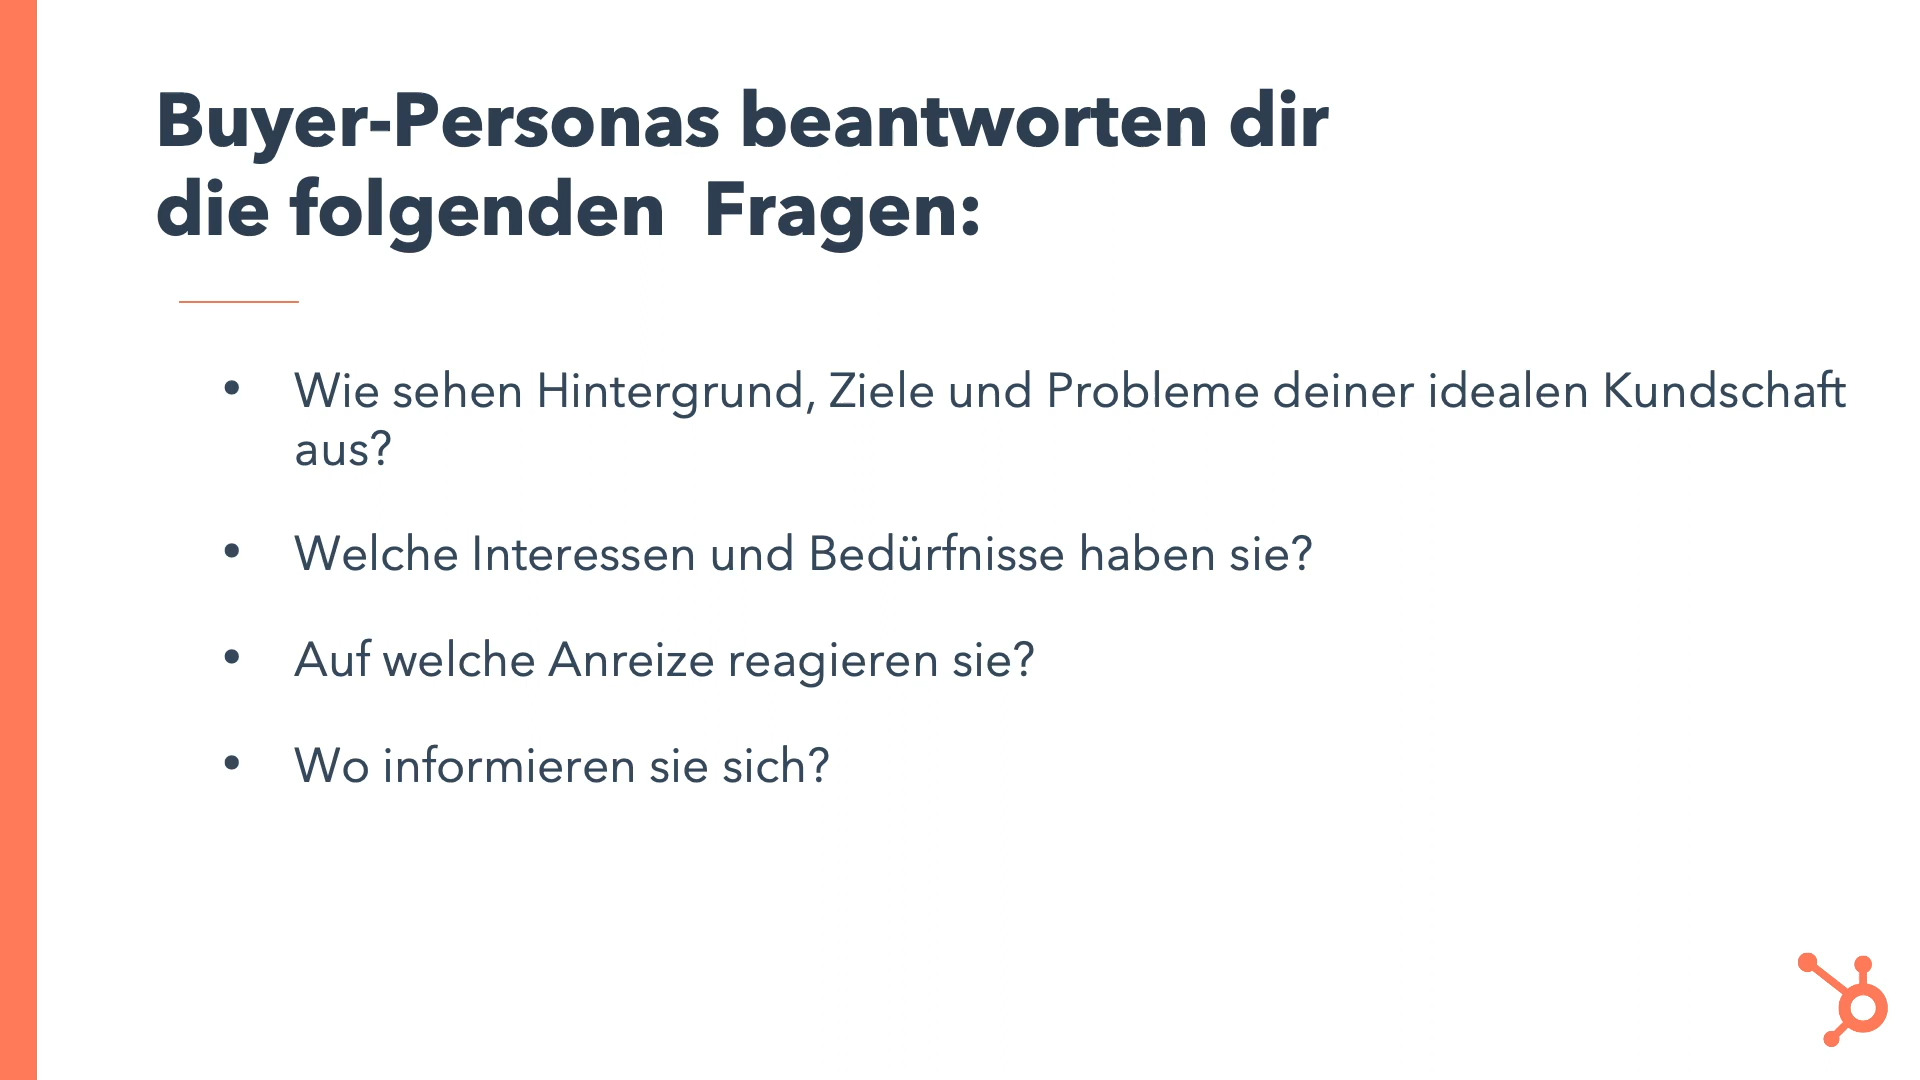 Buyer-Personas beantworten dir
die folgenden  Fragen:
• Wie sehen Hintergrund, Ziele und Probleme deiner idealen Kundschaft
aus?
• Welche Interessen und Bedürfnisse haben sie?
• Auf welche Anreize reagieren sie?
• Wo informieren sie sich?